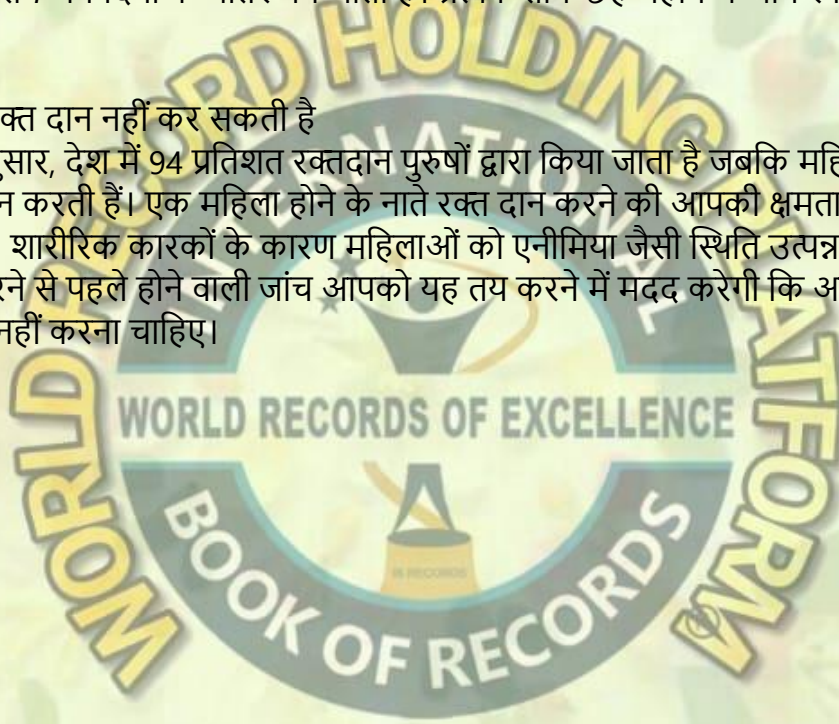 क्त दान नहीं कर सकती है
नुसार, देश में 94 प्रतिशत रक्तदान पुरुषों द्वारा किया जाता है जबकि महि
न करती हैं। एक महिला होने के नाते रक्त दान करने की आपकी क्षमता
शारीरिक कारकों के कारण महिलाओं को एनीमिया जैसी स्थिति उत्पन्न
रने से पहले होने वाली जांच आपको यह तय करने में मदद करेगी कि अ
नहीं करना चाहिए।
WORLD RECORD HOLDING PLATFORM
INTERNATIONAL
WORLD RECORDS OF EXCELLENCE
BOOK OF RECORDS